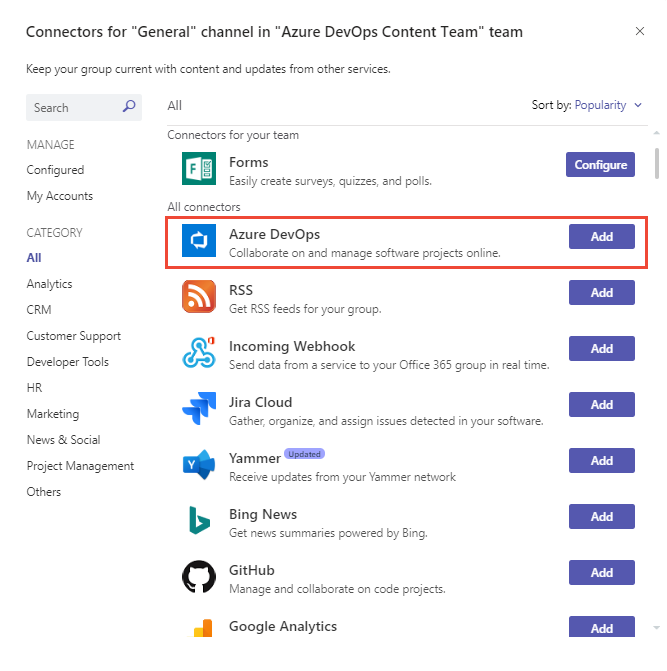 Connectors for "General" channel in "Azure DevOps Content Team" team
Keep your group current with content and updates from other services.
Search
All
Sort by: Popularity
MANAGE
Configured
My Accounts
CATEGORY
All
Analytics
CRM
Customer Support
Developer Tools
HR
Marketing
News & Social
Project Management
Others
Connectors for your team
Forms
Easily create surveys, quizzes, and polls.
Configure
All connectors
Azure DevOps
Collaborate on and manage software projects online.
Add
RSS
Get RSS feeds for your group.
Add
Incoming Webhook
Send data from a service to your Office 365 group in real time.
Add
Jira Cloud
Gather, organize, and assign issues detected in your software.
Add
Yammer Updated
Receive updates from your Yammer network
Add
Bing News
Get news summaries powered by Bing.
Add
GitHub
Manage and collaborate on code projects.
Add
Google Analytics
Add